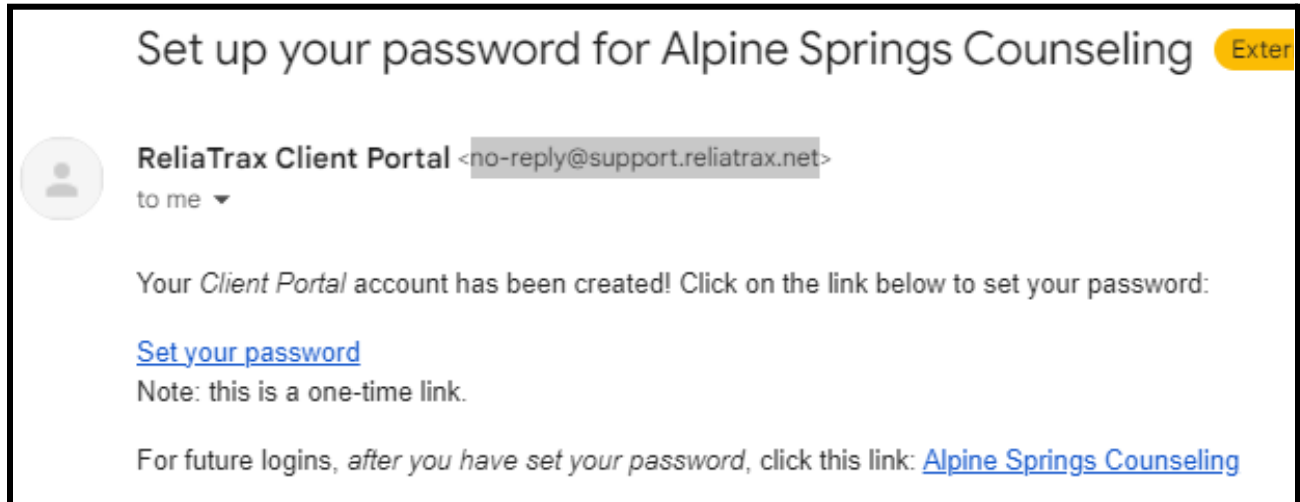 Set up your password for Alpine Springs Counseling Exter
ReliaTrax Client Portal <no-reply@support.reliatrax.net>
to me
Your Client Portal account has been created! Click on the link below to set your password:
Set your password
Note: this is a one-time link.
For future logins, after you have set your password, click this link: Alpine Springs Counseling